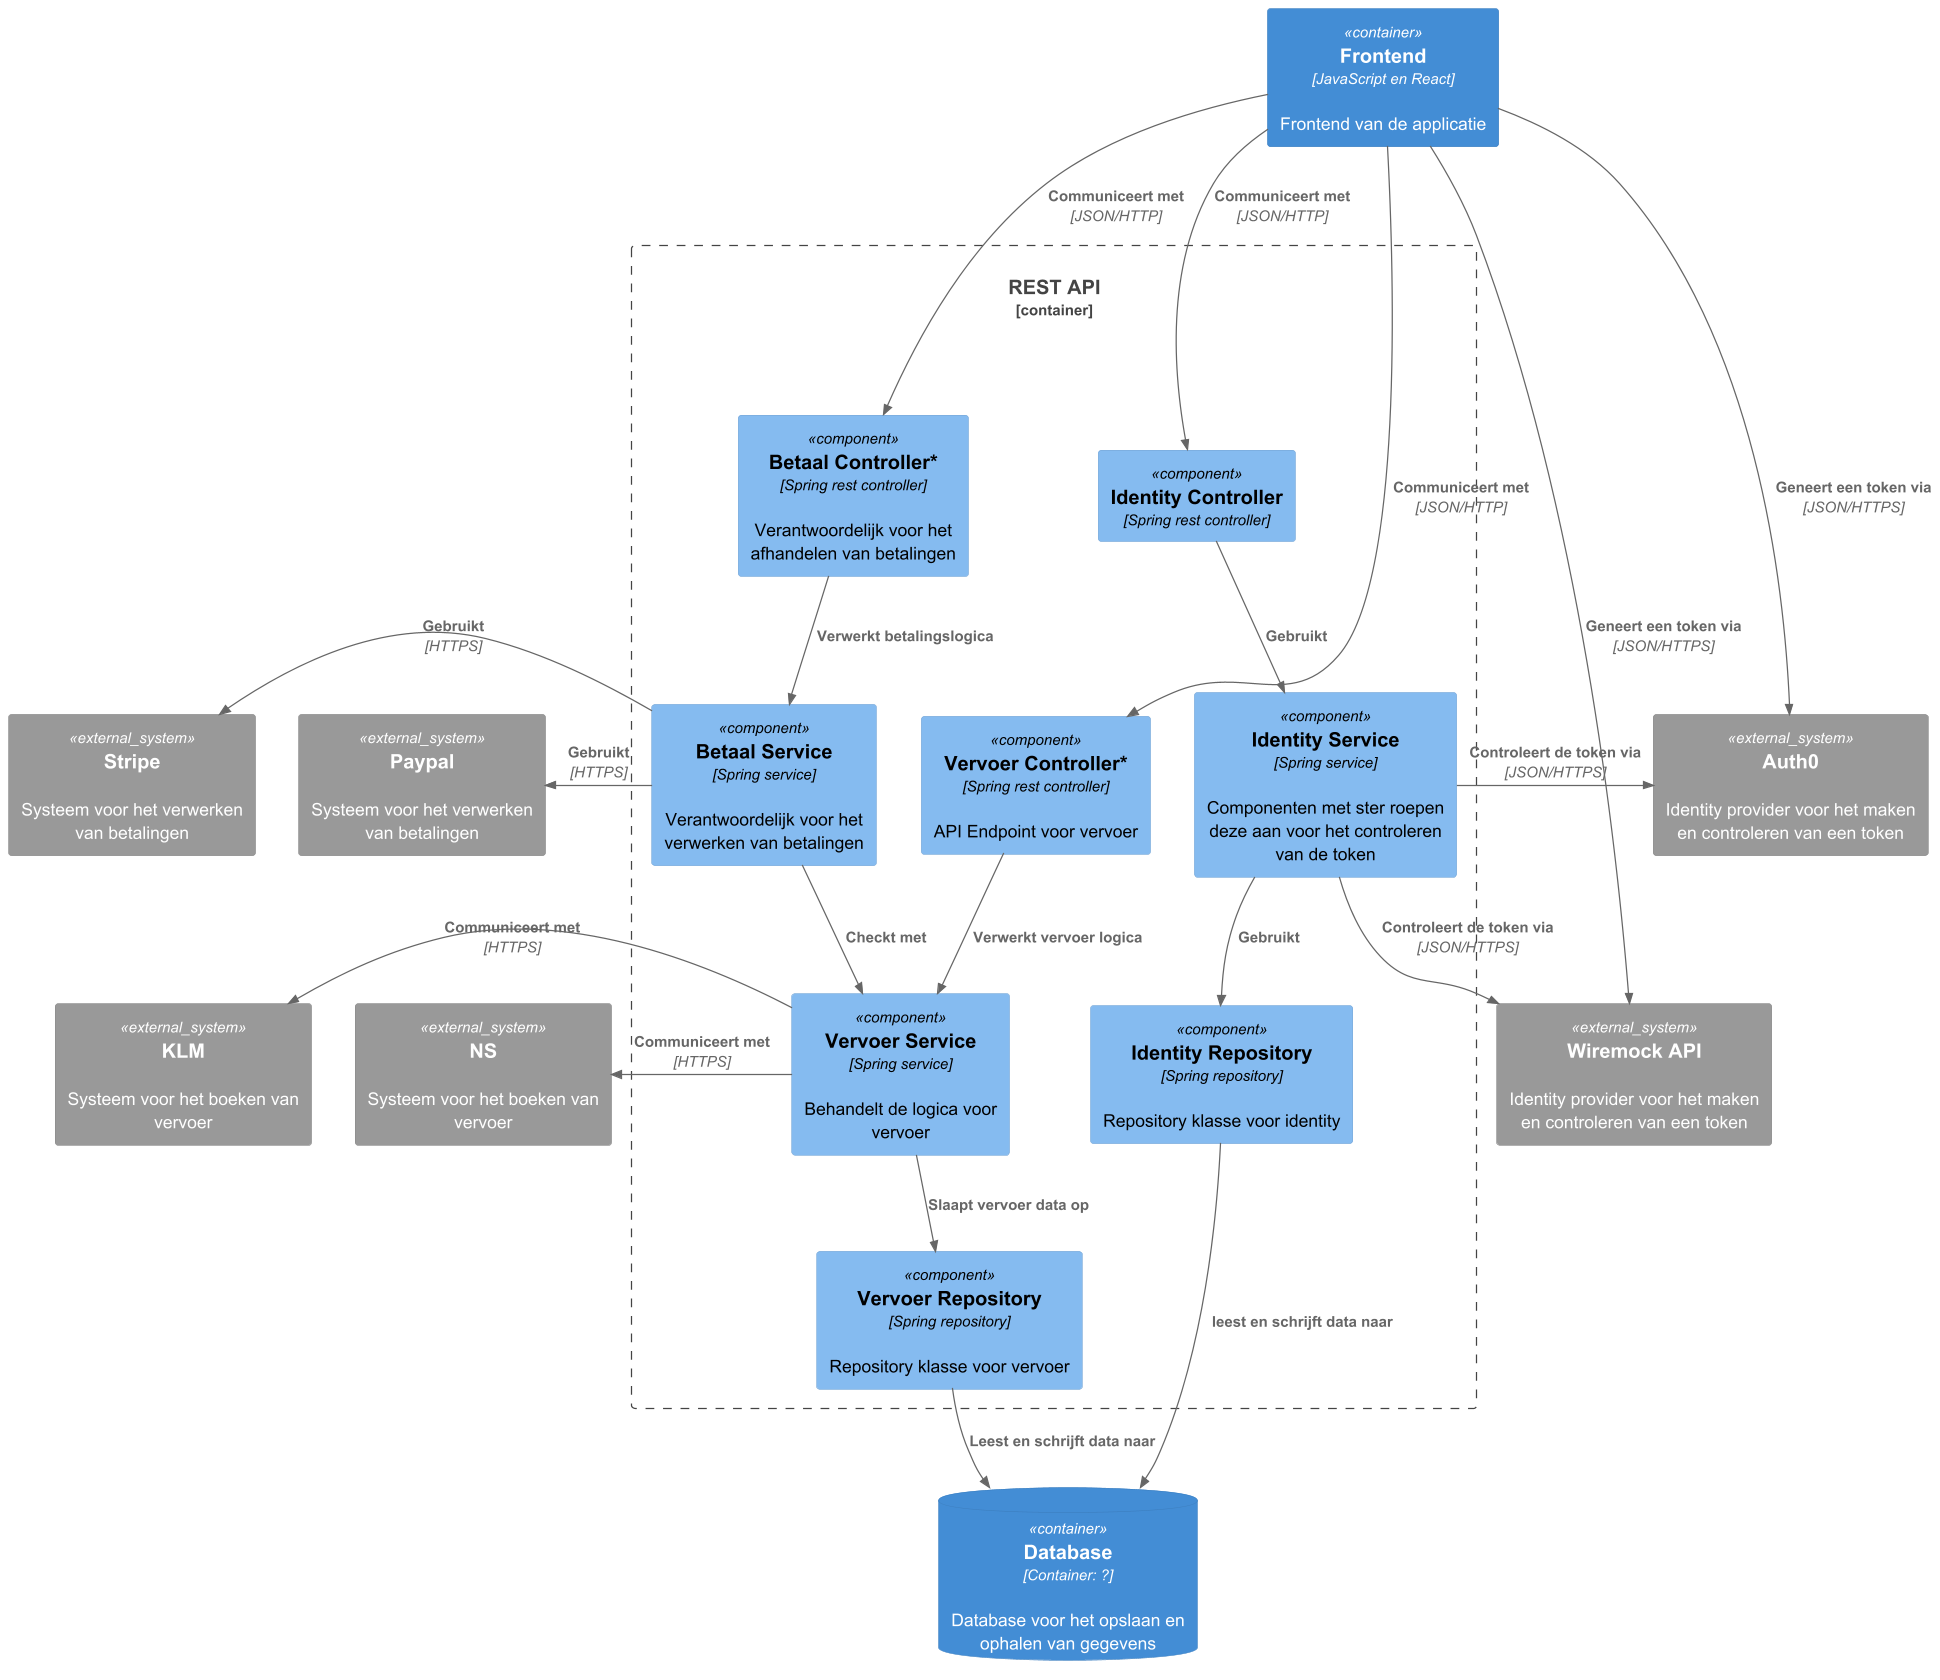 «container»
Frontend
[JavaScript en React]
Frontend van de applicatie
Communiceert met
[JSON/HTTP]
Communiceert met
[JSON/HTTP]
REST API
[container]
«component»
Betaal Controller*
[Spring rest controller]
Verantwoordelijk voor het
afhandelen van betalingen
«component»
Identity Controller
[Spring rest controller]
Communiceert met
[JSON/HTTP]
Geneert een token via
[JSON/HTTPS]
Gebruikt
[HTTPS]
Verwerkt betalingslogica
Gebruikt
Geneert een token via
[JSON/HTTPS]
«external_system»
Stripe
Systeem voor het verwerken
van betalingen
«external_system»
Paypal
Systeem voor het verwerken
van betalingen
Gebruikt
[HTTPS]
«component»
Betaal Service
[Spring service]
Verantwoordelijk voor het
verwerken van betalingen
«component»
Vervoer Controller*
[Spring rest controller]
API Endpoint voor vervoer
«component»
Identity Service
[Spring service]
Componenten met ster roepen
deze aan voor het controleren
van de token
Controleert de token via
[JSON/HTTPS]
«external_system»
Auth0
Identity provider voor het maken
en controleren van een token
Communiceert met
[HTTPS]
Checkt met
Verwerkt vervoer logica
Gebruikt
Controleert de token via
[JSON/HTTPS]
«external_system»
KLM
Systeem voor het boeken van
vervoer
«external_system»
NS
Systeem voor het boeken van
vervoer
Communiceert met
[HTTPS]
«component»
Vervoer Service
[Spring service]
Behandelt de logica voor
vervoer
«component»
Identity Repository
[Spring repository]
Repository klasse voor identity
«external_system»
Wiremock API
Identity provider voor het maken
en controleren van een token
Slaapt vervoer data op
«component»
Vervoer Repository
[Spring repository]
Repository klasse voor vervoer
leest en schrijft data naar
Leest en schrijft data naar
«container»
Database
[Container: ?]
Database voor het opslaan en
ophalen van gegevens